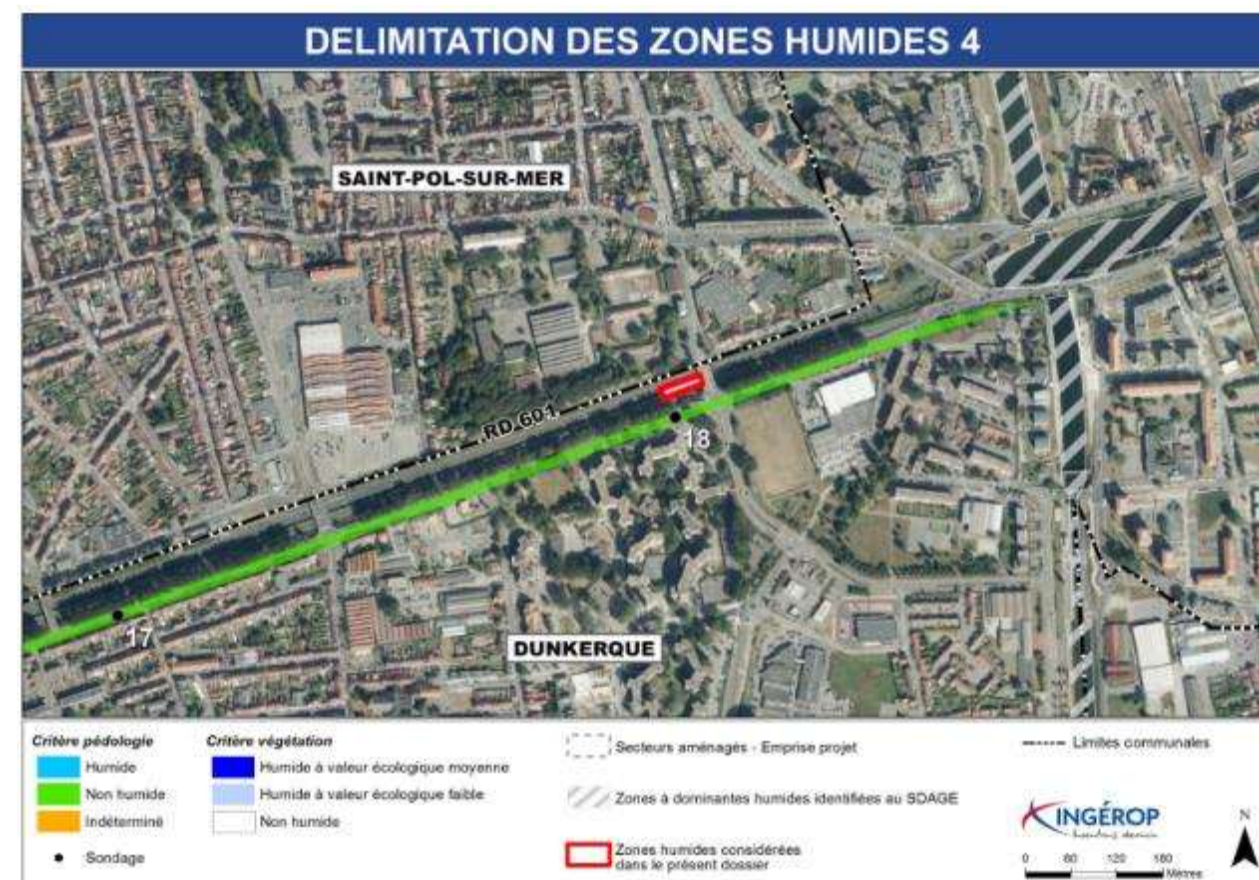 DELIMITATION DES ZONES HUMIDES 4
SAINT-POL-SUR-MER
RD 601
18
17
DUNKERQUE
Critère pédologie
Humide
Non humide
Indéterminé
Sondage
Critère végétation
Humide à valeur écologique moyenne
Humide à valeur écologique faible
Non humide
Secteurs aménagés - Emprise projet
Zones à dominantes humides identifiées au SDAGE
Zones humides considérées
dans le présent dossier
Limites communales
INGÉROP
N
0 60 120 180
Mètres